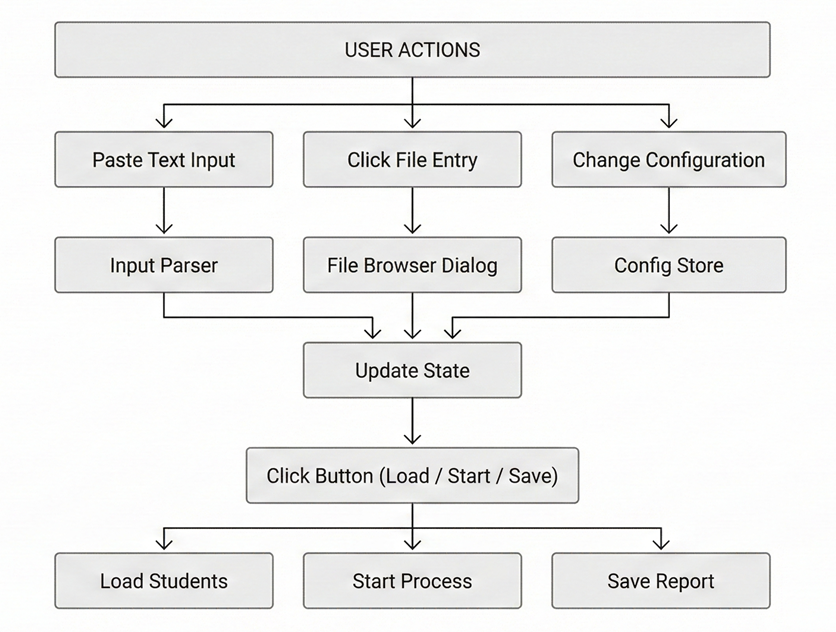 USER ACTIONS
Paste Text Input
Click File Entry
Change Configuration
Input Parser
File Browser Dialog
Config Store
Update State
Click Button (Load / Start / Save)
Load Students
Start Process
Save Report